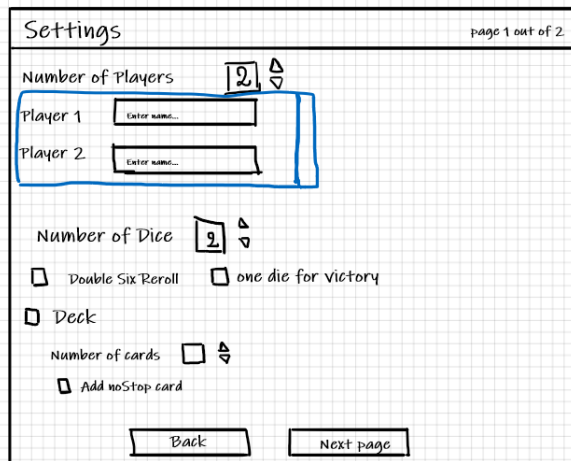 Settings page 1 out of 2
Number of Players 2
Player 1 Enter name...
Player 2 Enter name...
Number of Dice 2
Double Six Reroll one die for victory
Deck
Number of cards
Add noStop card
Back Next page